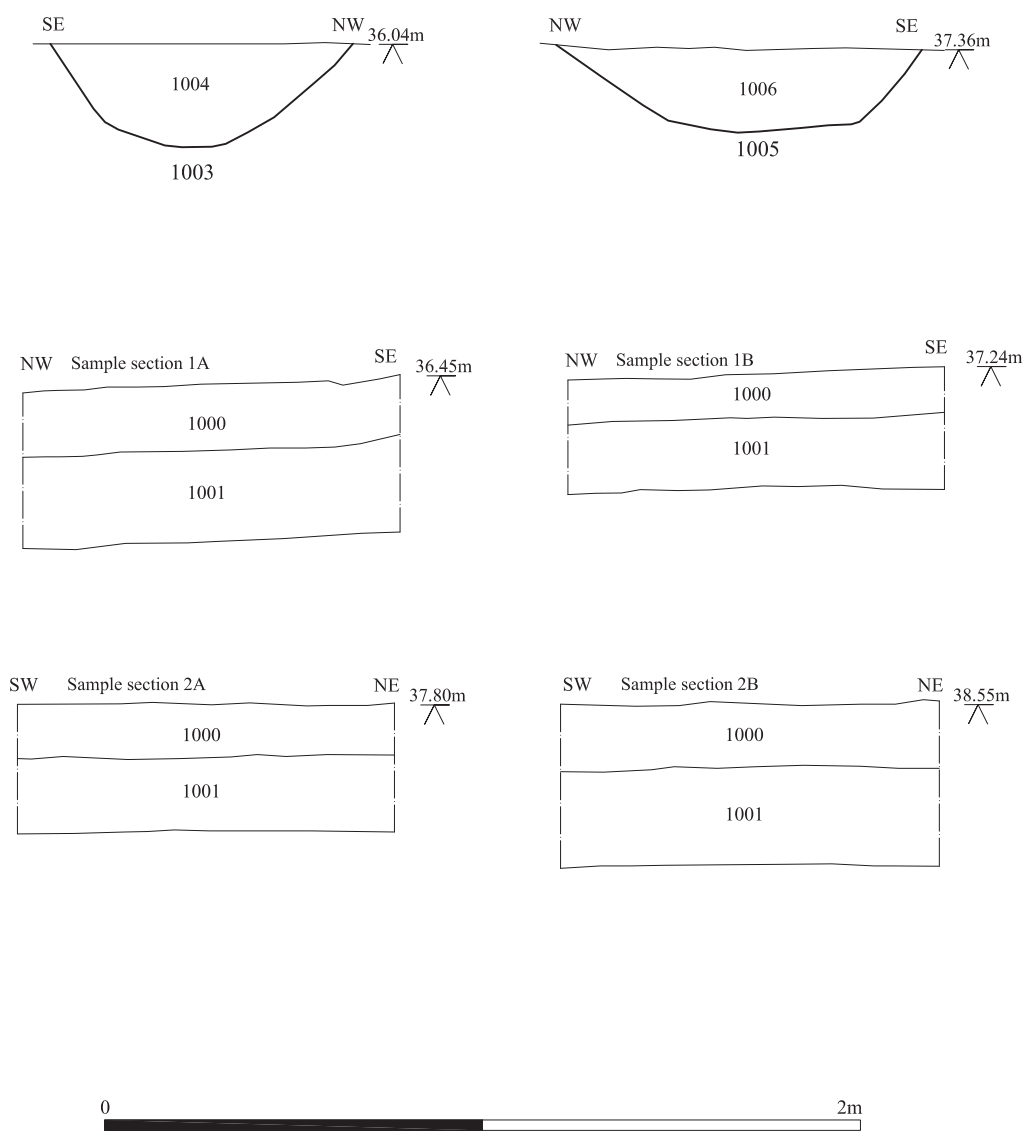 SE NW 36.04m
1004
1003
NW SE 37.36m
1006
1005
NW Sample section 1A SE 36.45m
1000
1001
NW Sample section 1B SE 37.24m
1000
1001
SW Sample section 2A NE 37.80m
1000
1001
SW Sample section 2B NE 38.55m
1000
1001
0 2m